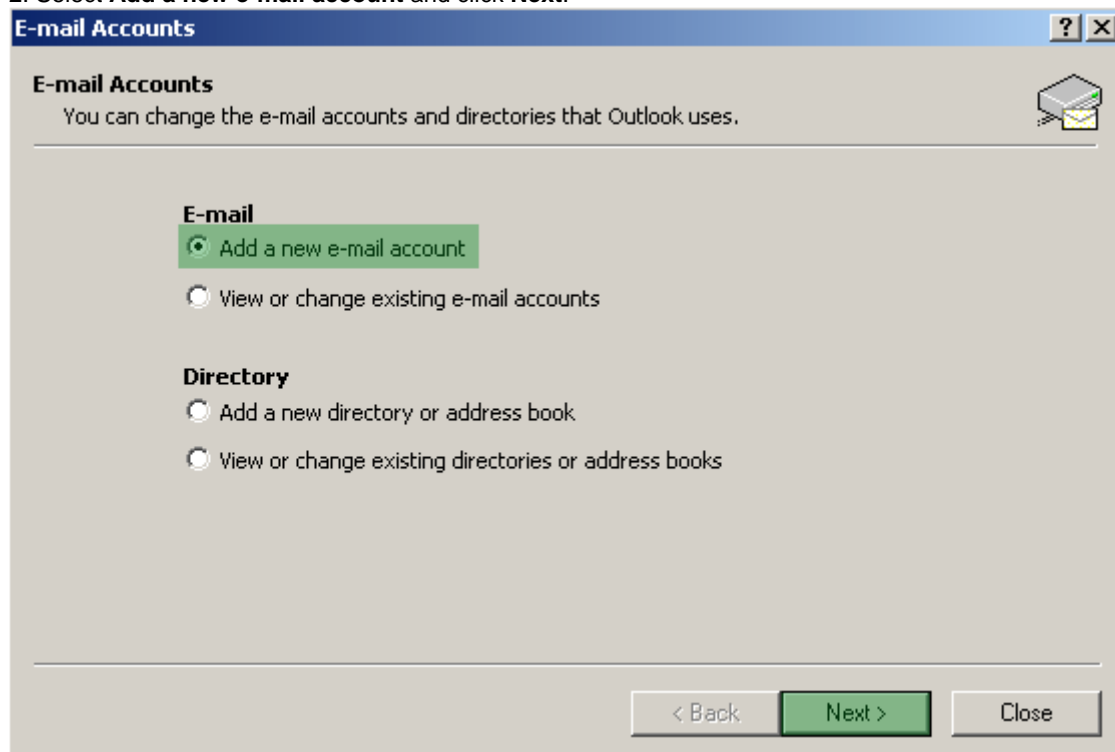 2. Select Add a new e-mail account and click Next.
E-mail Accounts
E-mail Accounts
You can change the e-mail accounts and directories that Outlook uses.
E-mail
Add a new e-mail account
View or change existing e-mail accounts
Directory
Add a new directory or address book
View or change existing directories or address books
< Back Next > Close